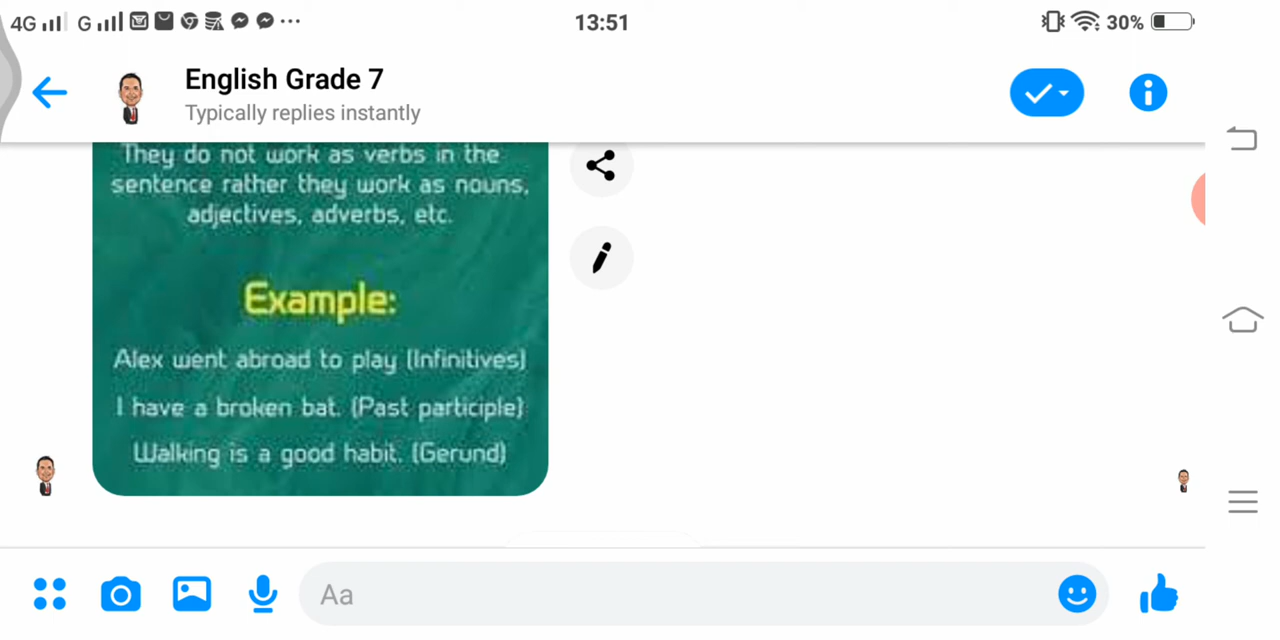 4G G 13:51 30%
English Grade 7
Typically replies instantly
They do not work as verbs in the
sentence rather they work as nouns,
adjectives, adverbs, etc.
Example:
Alex went abroad to play (Infinitives)
I have a broken bat. (Past participle)
Walking is a good habit. (Gerund)
Aa